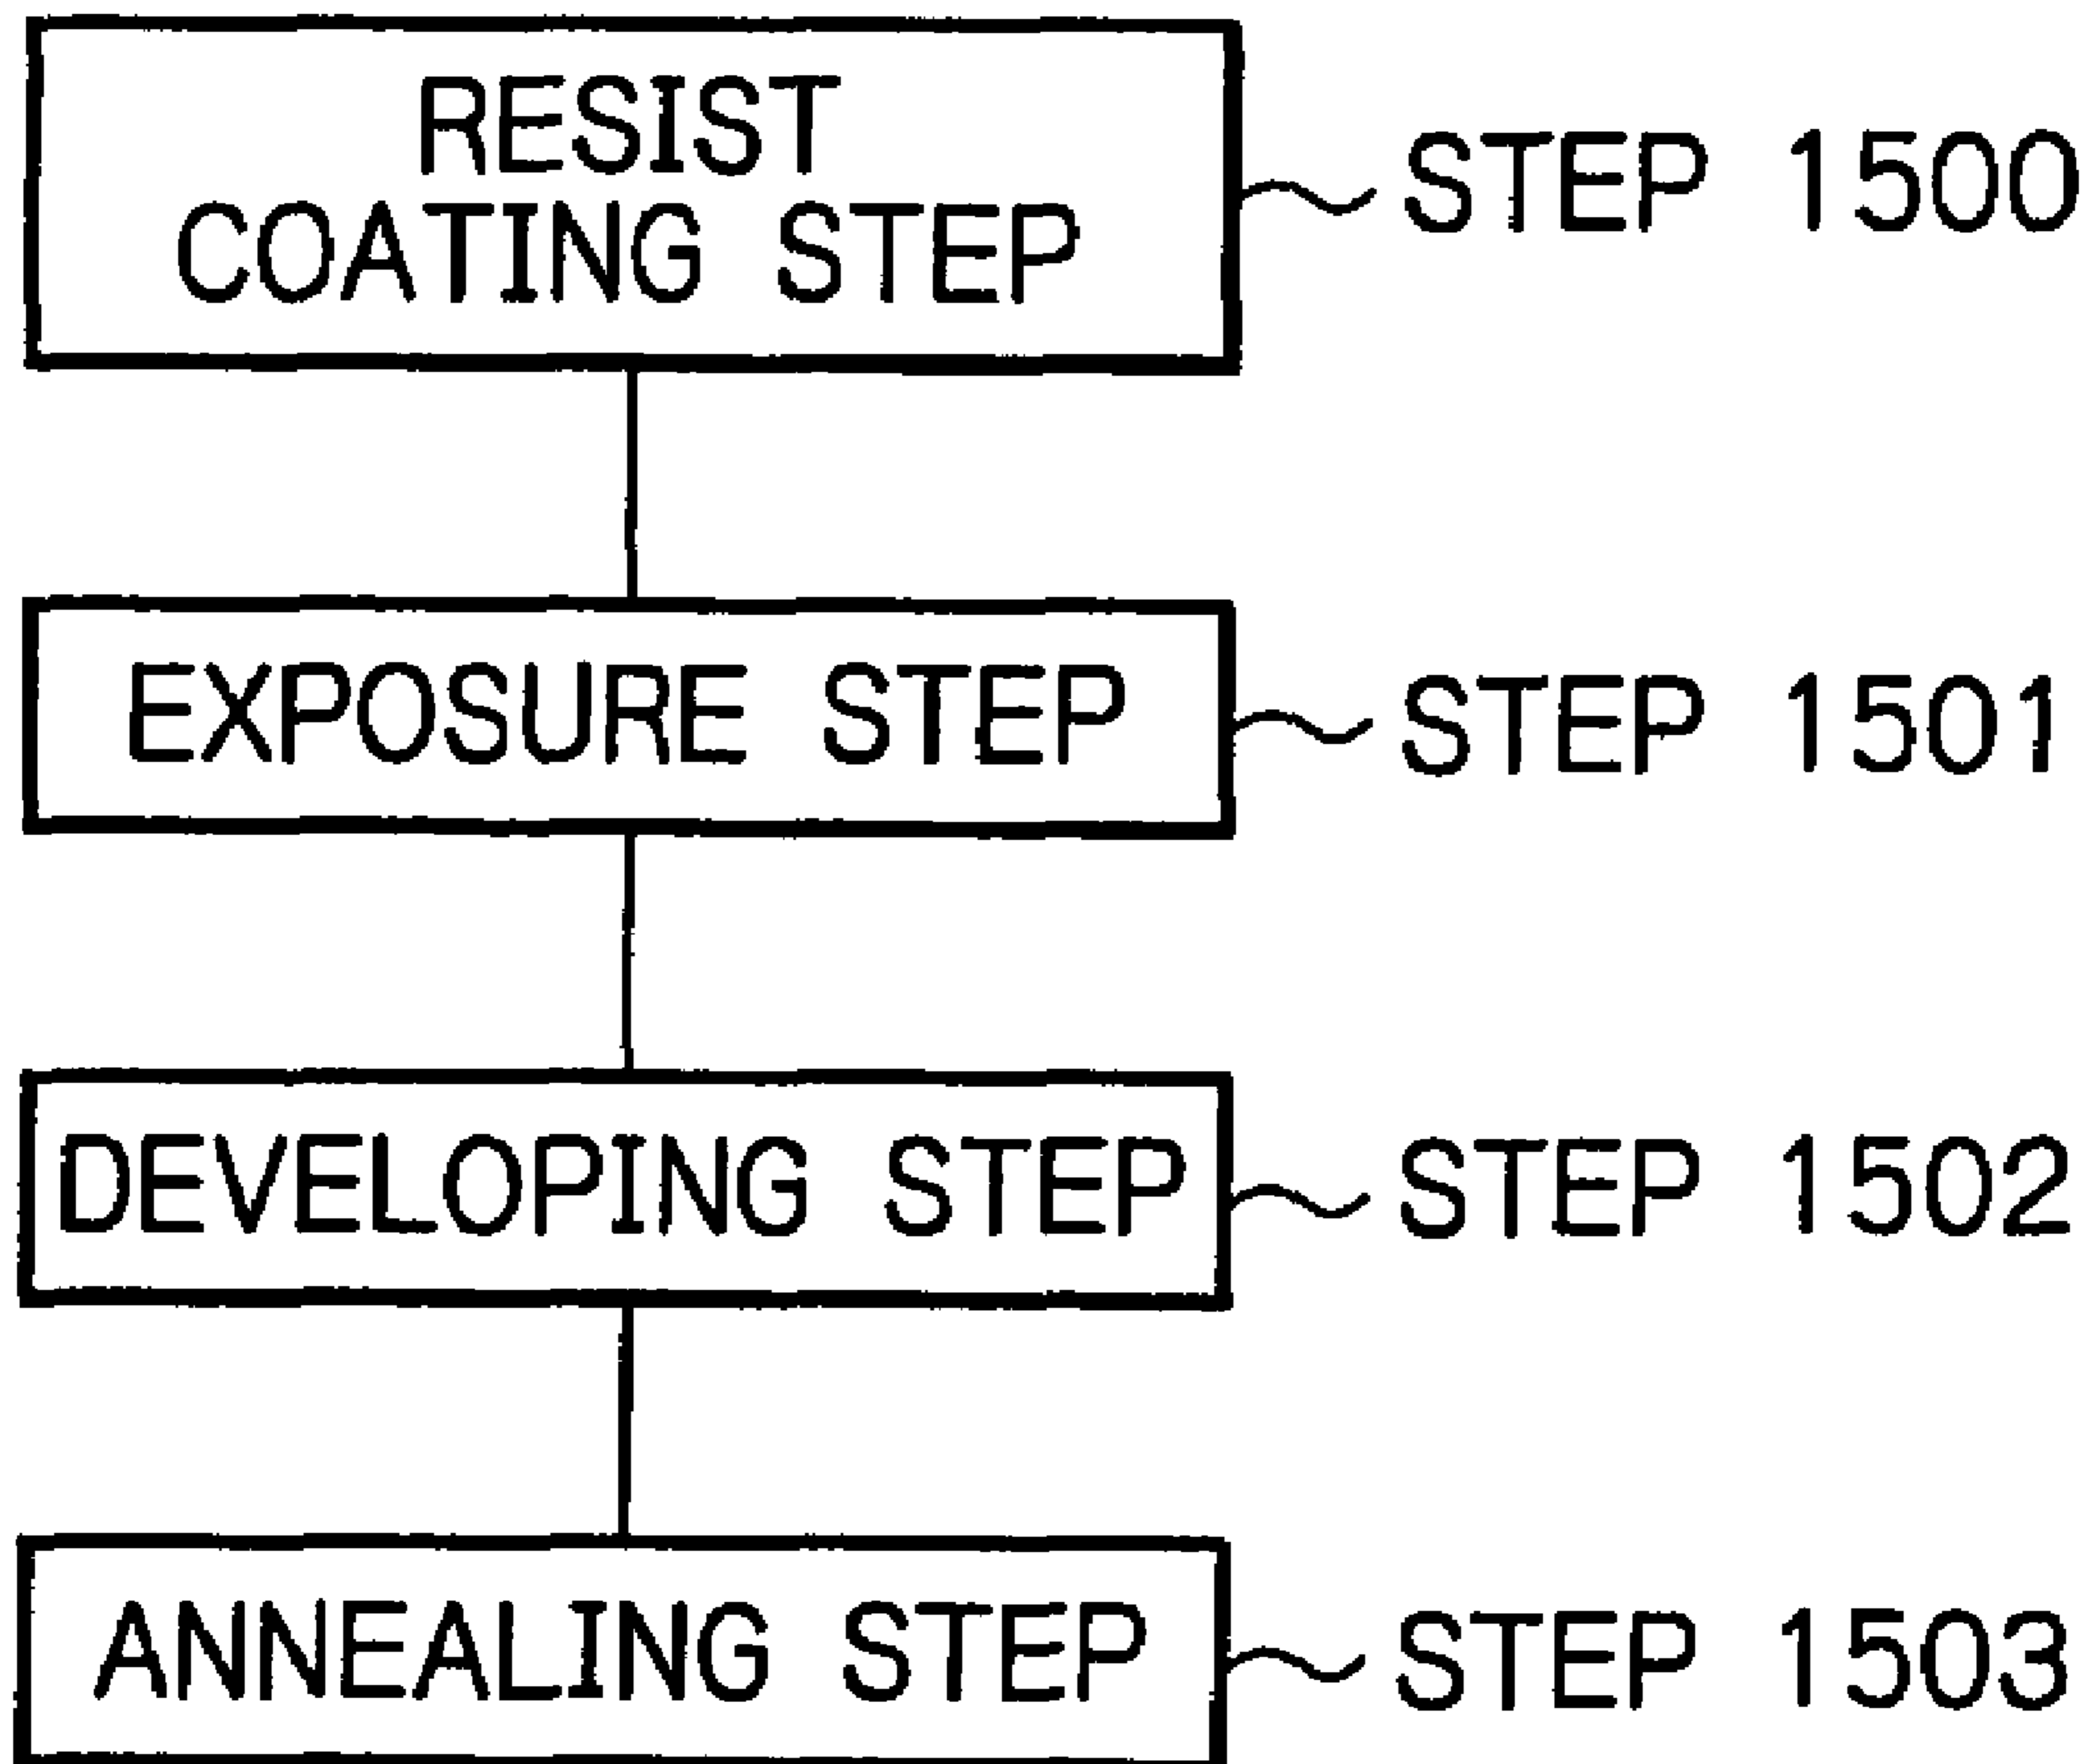 RESIST
COATING STEP
STEP 1500
EXPOSURE STEP
STEP 1501
DEVELOPING STEP
STEP 1502
ANNEALING STEP
STEP 1503